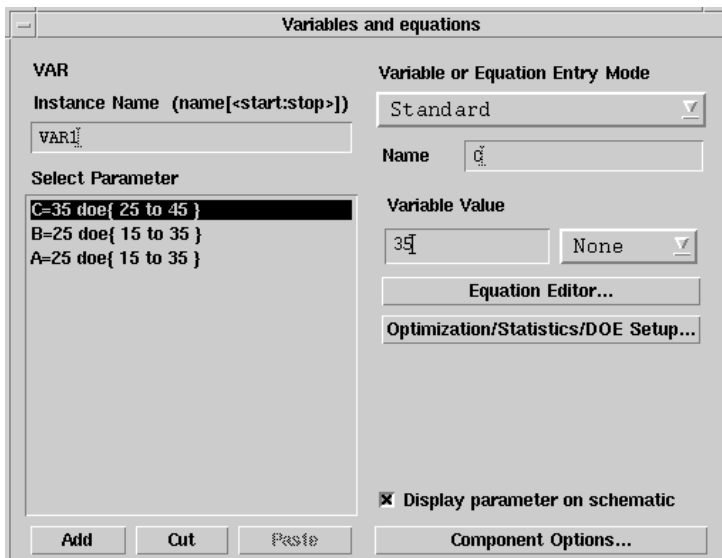 Variables and equations
VAR
Instance Name (name[<start:stop>])
VAR1
Select Parameter
C=35 doe{ 25 to 45 }
B=25 doe{ 15 to 35 }
A=25 doe{ 15 to 35 }
Add
Cut
Paste
Variable or Equation Entry Mode
Standard
Name
C
Variable Value
35
None
Equation Editor...
Optimization/Statistics/DOE Setup...
Display parameter on schematic
Component Options...